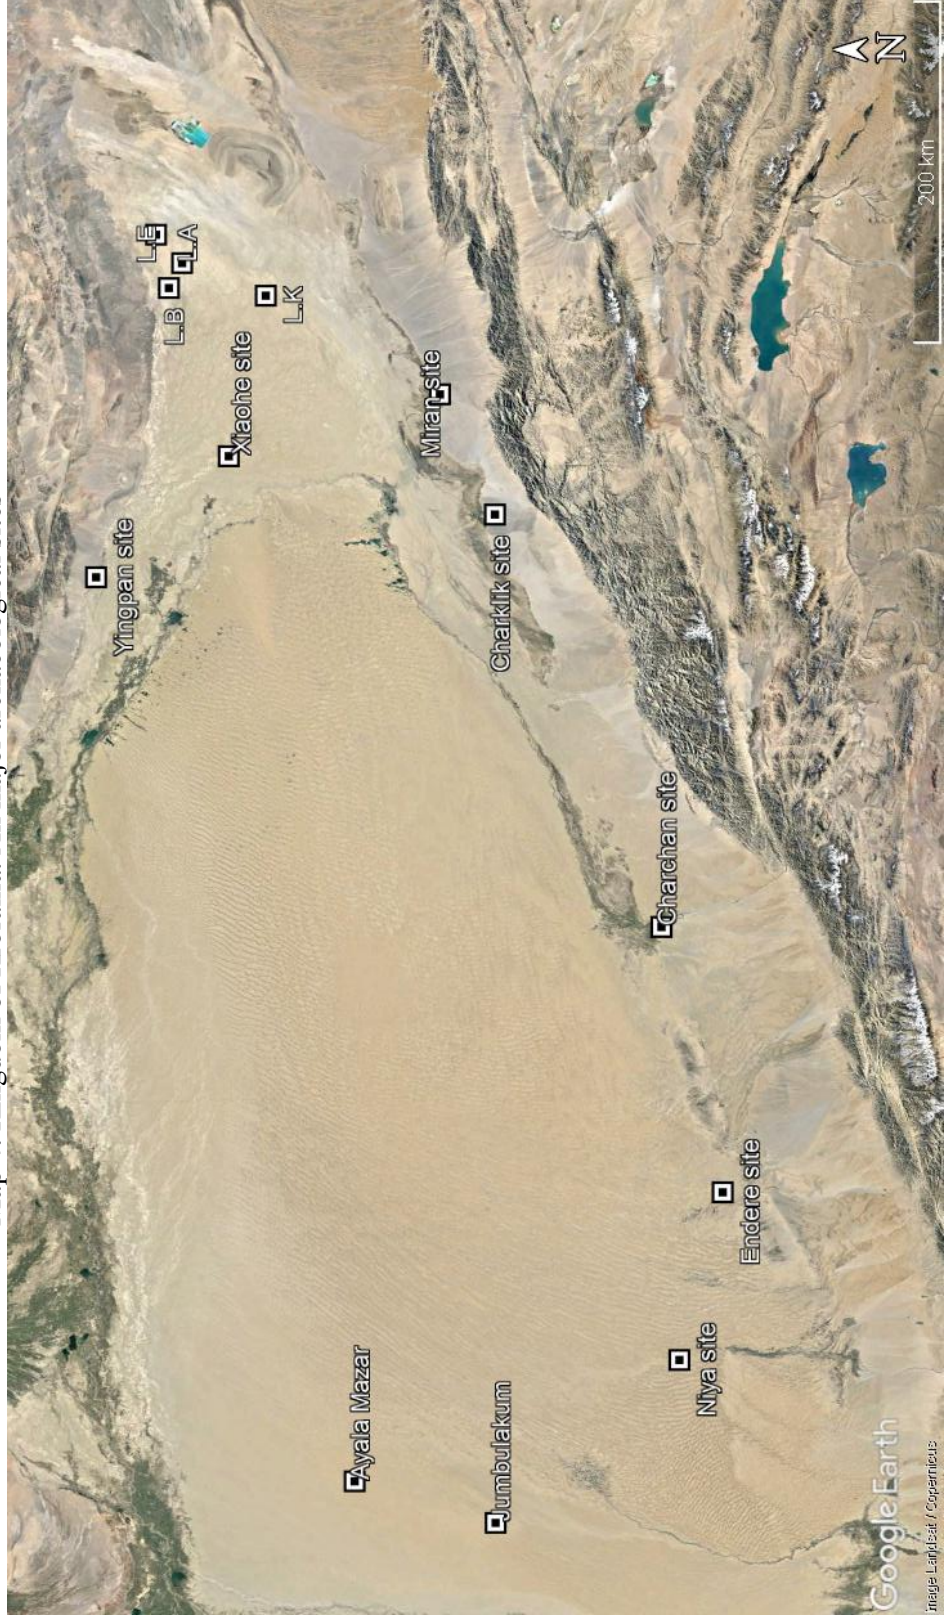 Yingpan site
L.E
L.B
L.A
Xiaohe site
L.K
Ayala Mazar
Miran site
Charklik site
Jumbulakum
Charchan site
Niya site
Endere site
N
200 km
Google Earth
Image Landsat / Copernicus